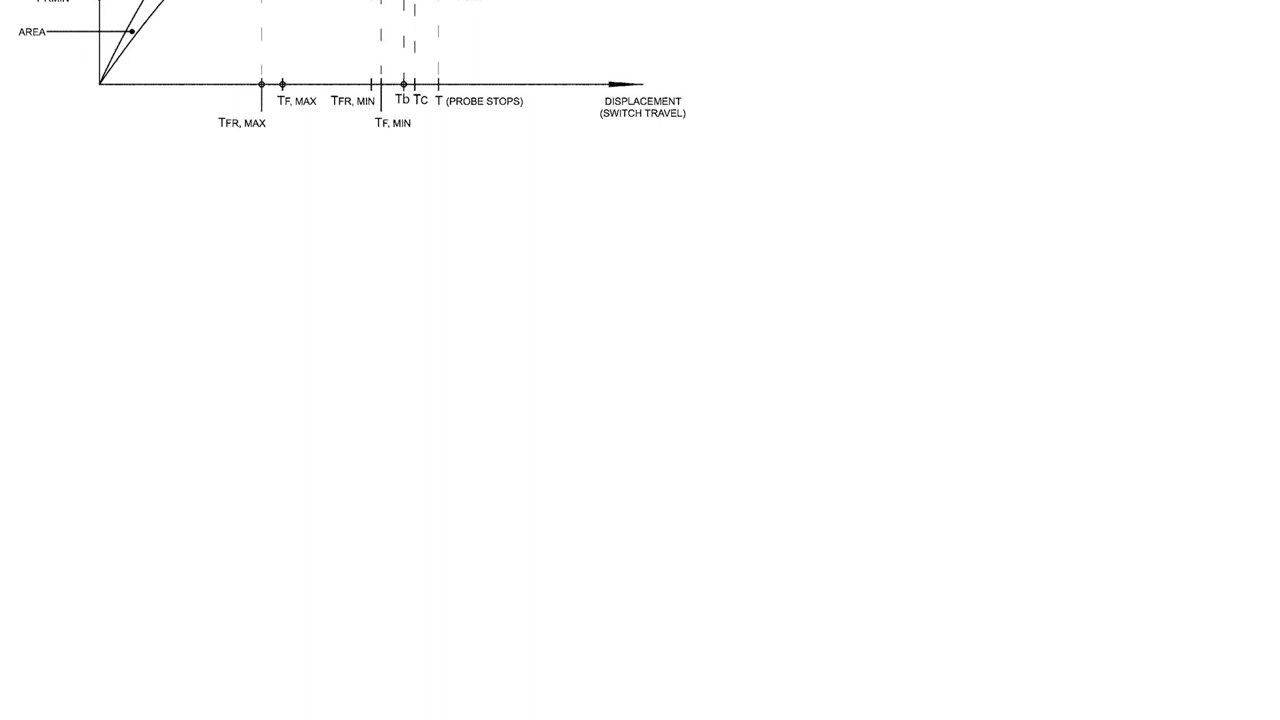 AREA
TF, MAX TFR, MIN Tb Tc T (PROBE STOPS) DISPLACEMENT
(SWITCH TRAVEL)
TFR, MAX TF, MIN